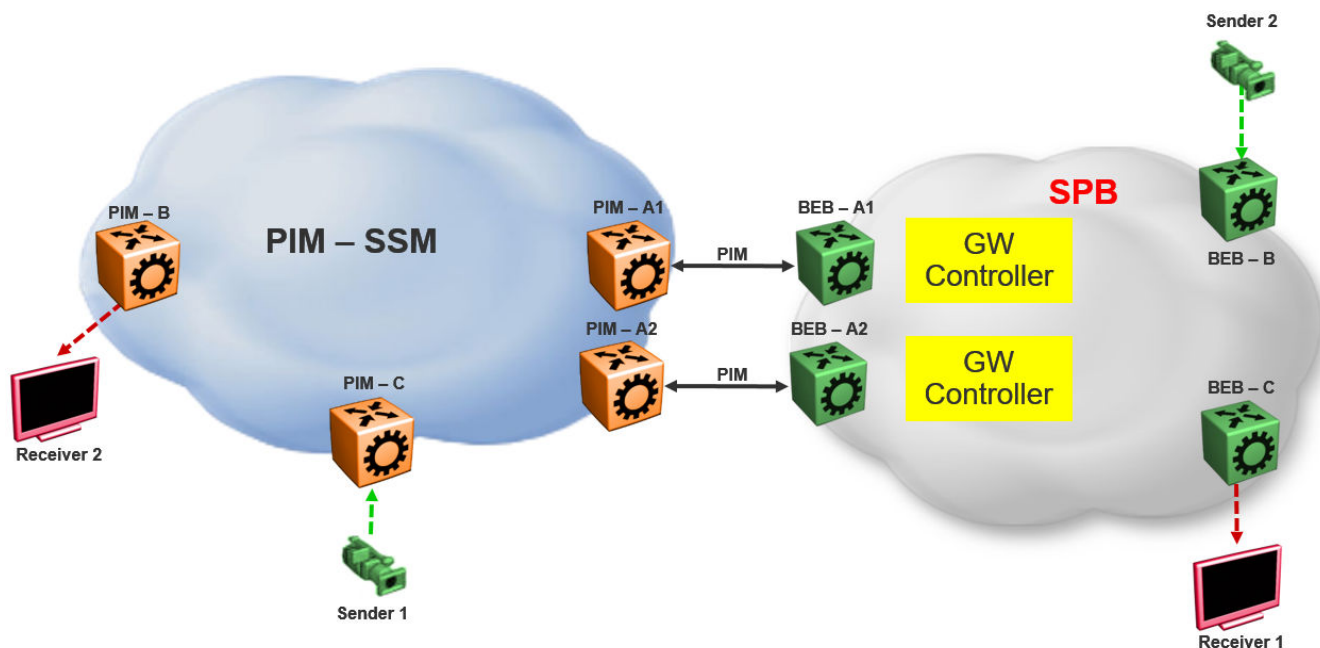 Sender 2
SPB
PIM – B
PIM – A1
BEB – A1
GW
Controller
PIM – SSM
PIM
BEB – B
PIM – A2
BEB – A2
GW
Controller
PIM
PIM – C
BEB – C
Receiver 2
Sender 1
Receiver 1